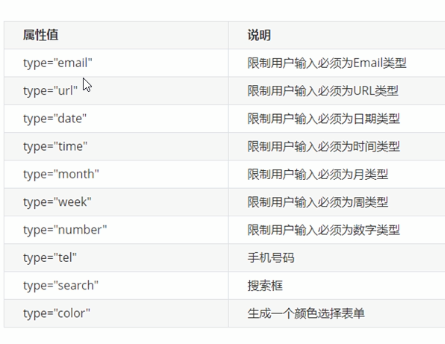 属性值 说明
type="email" 限制用户输入必须为Email类型
type="url" 限制用户输入必须为URL类型
type="date" 限制用户输入必须为日期类型
type="time" 限制用户输入必须为时间类型
type="month" 限制用户输入必须为月类型
type="week" 限制用户输入必须为周类型
type="number" 限制用户输入必须为数字类型
type="tel" 手机号码
type="search" 搜索框
type="color" 生成一个颜色选择表单